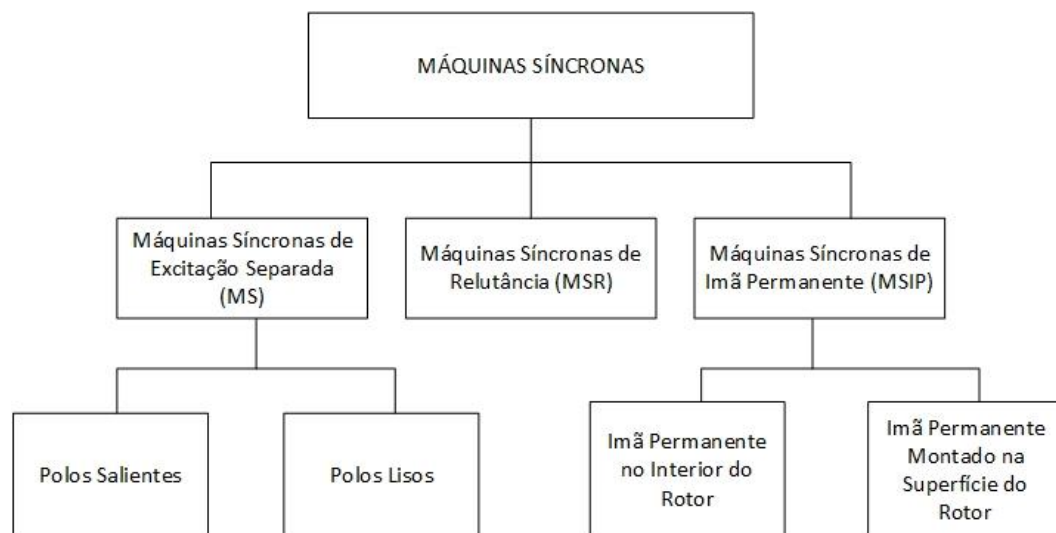 MÁQUINAS SÍNCRONAS
Máquinas Síncronas de
Excitação Separada
(MS)
Máquinas Síncronas de
Relutância (MSR)
Máquinas Síncronas de
Imã Permanente (MSIP)
Polos Salientes
Polos Lisos
Imã Permanente
no Interior do
Rotor
Imã Permanente
Montado na
Superfície do
Rotor